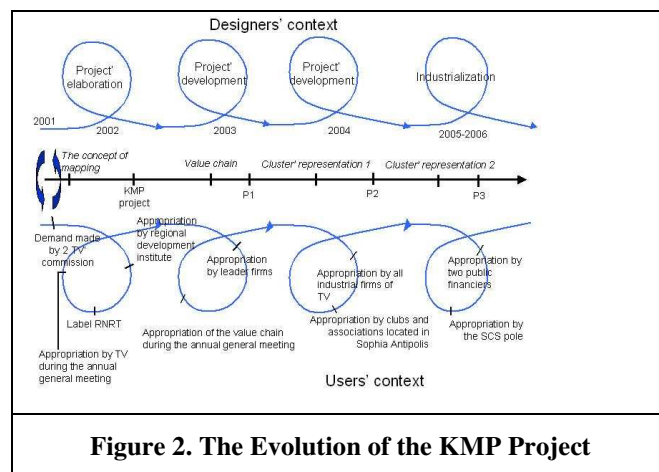 Designers' context
Project'
elaboration
Project'
development
Project'
development
Industrialization
2001
2002
2003
2004
2005-2006
The concept of
mapping
Value chain
Cluster' representation 1
Cluster' representation 2
KMP
project
P1
P2
P3
Demand made
by 2 TV'
commission
Appropriation
by regional
development
institute
Appropriation
by leader firms
Appropriation by all
industrial firms of
TV
Appropriation by
two public
financiers
Label RNRT
Appropriation by TV
during the annual
general meeting
Appropriation of the value chain
during the annual general meeting
Appropriation by clubs and
associations located in
Sophia Antipolis
Appropriation by
the SCS pole
Users' context
Figure 2. The Evolution of the KMP Project